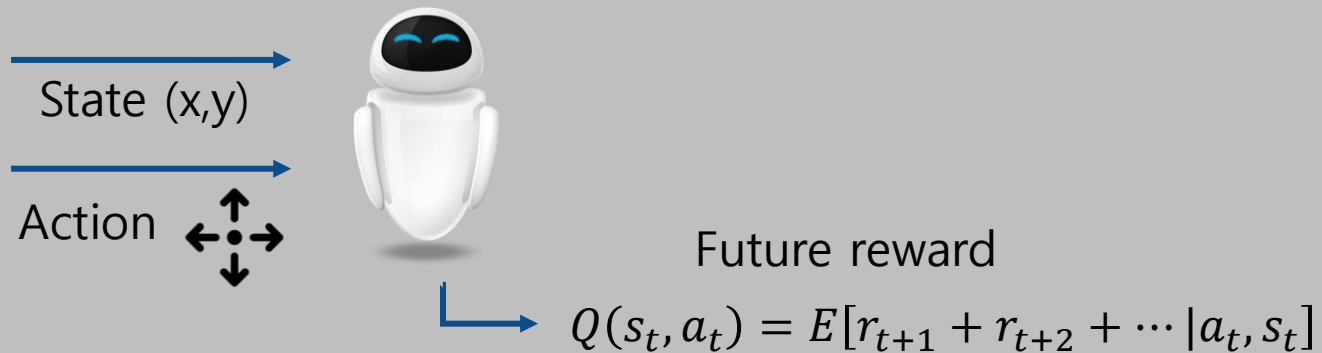 State (x,y)
Action
Future reward
Q(s_t, a_t) = E[r_{t+1} + r_{t+2} + ⋯ |a_t, s_t]